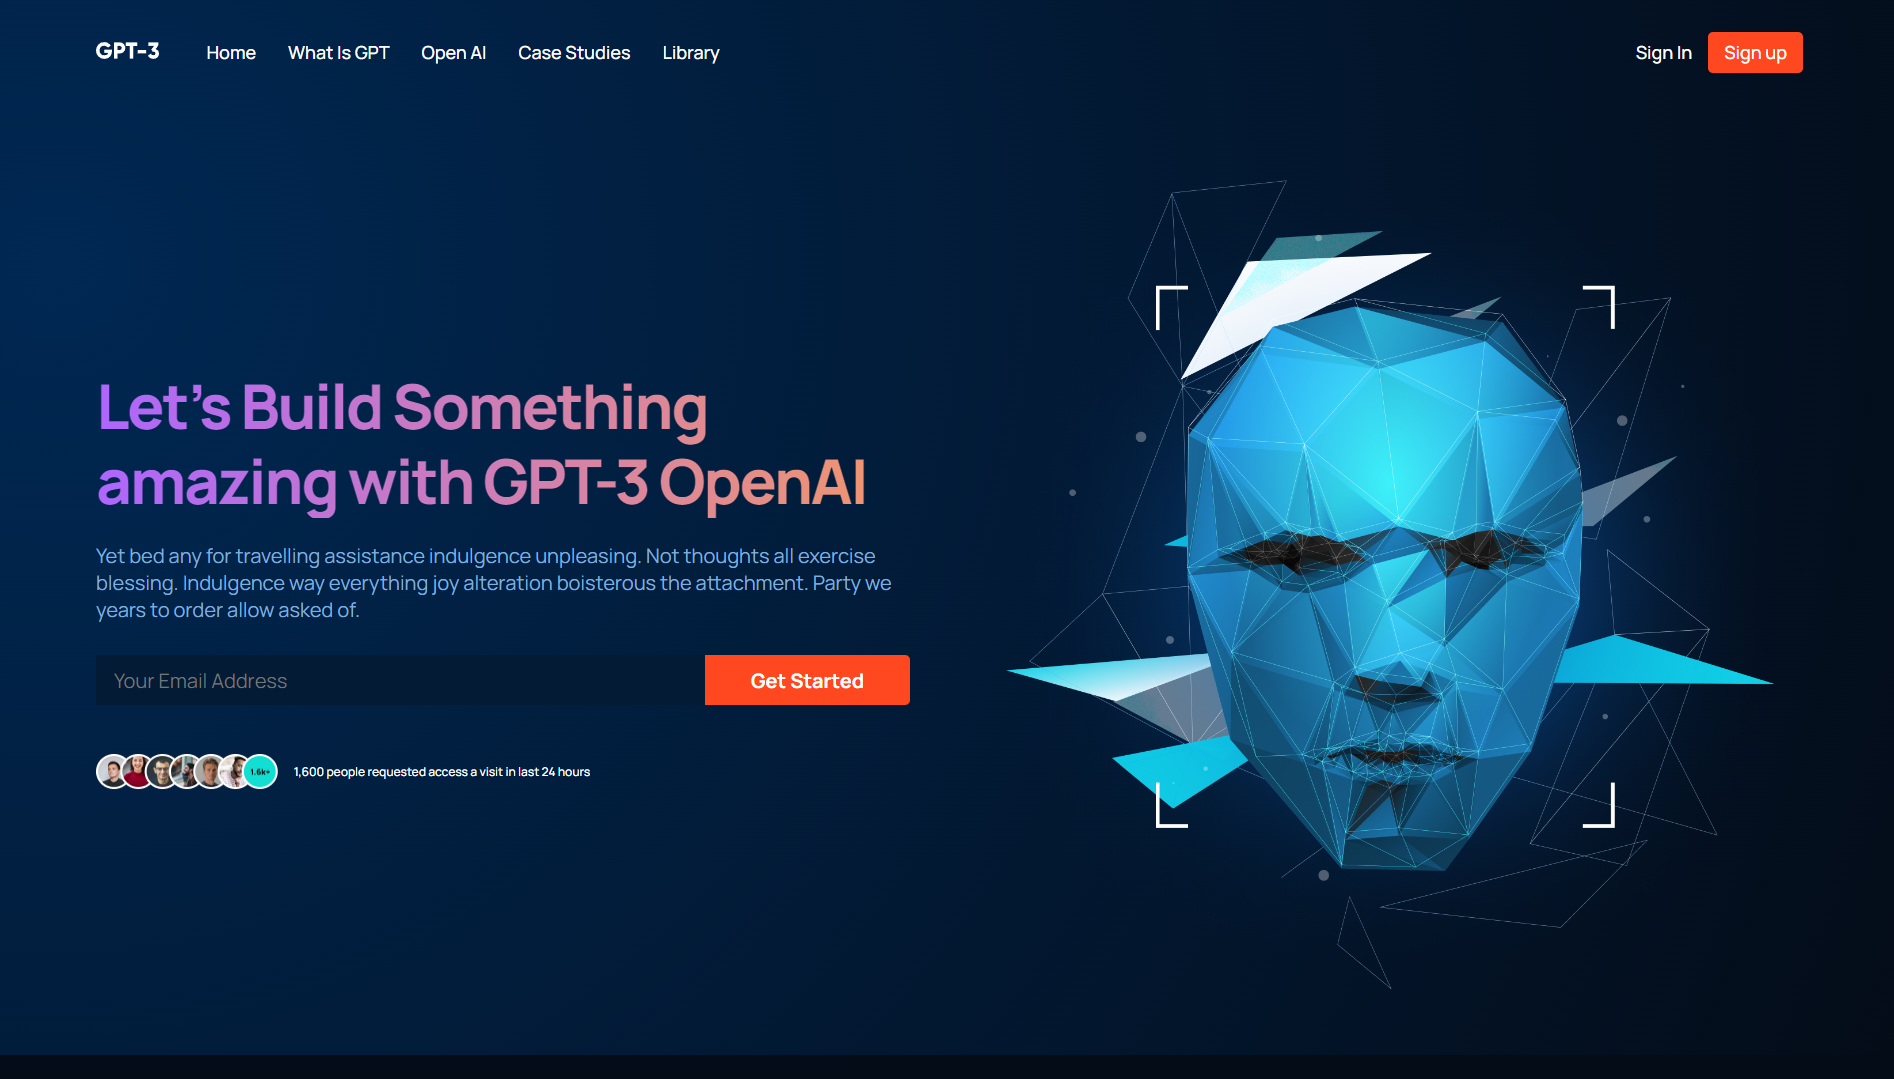 GPT-3 Home What Is GPT Open AI Case Studies Library Sign In Sign up
Let's Build Something
amazing with GPT-3 OpenAI
Yet bed any for travelling assistance indulgence unpleasing. Not thoughts all exercise
blessing. Indulgence way everything joy alteration boisterous the attachment. Party we
years to order allow asked of.
Your Email Address Get Started
1.6k+ 1,600 people requested access a visit in last 24 hours